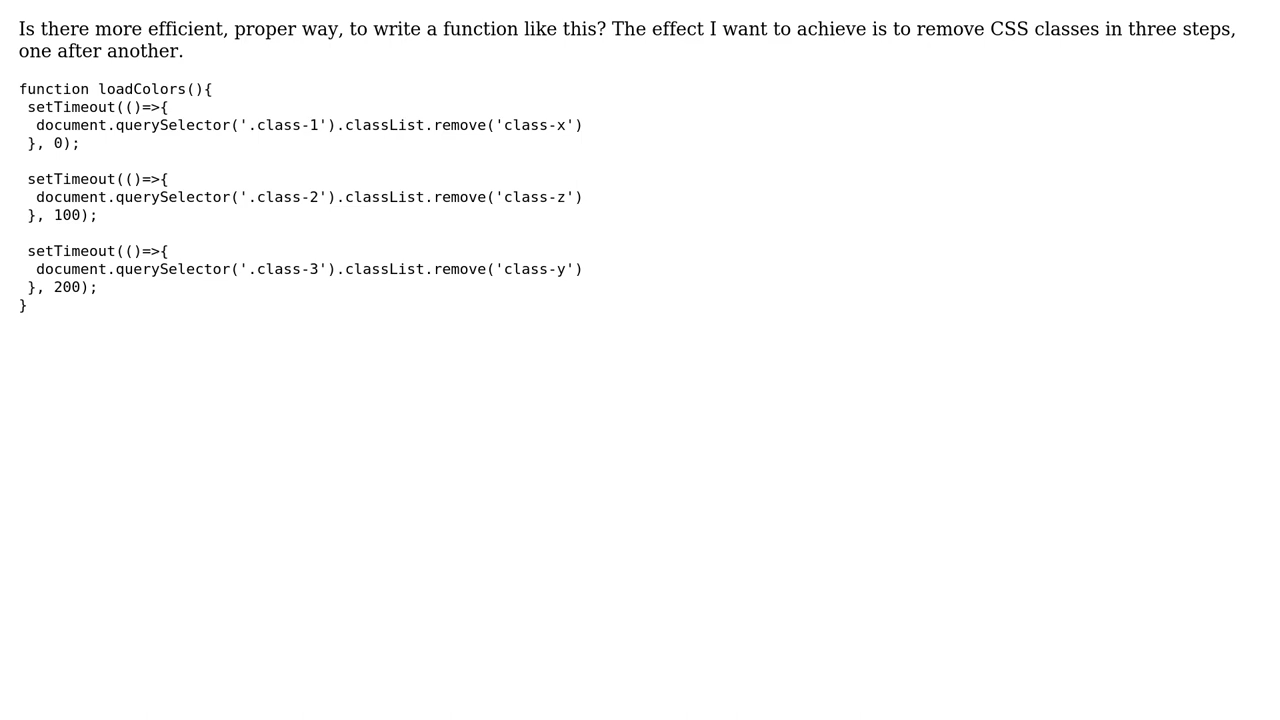 Is there more efficient, proper way, to write a function like this? The effect I want to achieve is to remove CSS classes in three steps,
one after another.
function loadColors(){
 setTimeout(()=>{
  document.querySelector('.class-1').classList.remove('class-x')
 }, 0);
 setTimeout(()=>{
  document.querySelector('.class-2').classList.remove('class-z')
 }, 100);
 setTimeout(()=>{
  document.querySelector('.class-3').classList.remove('class-y')
 }, 200);
}